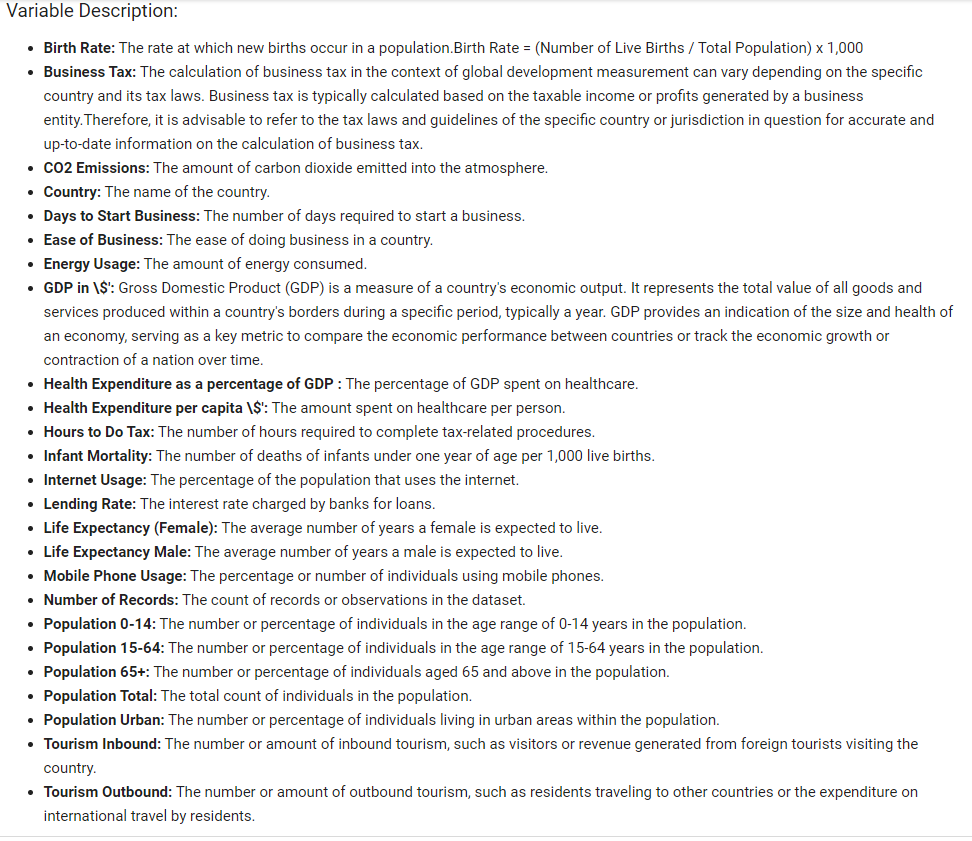 Variable Description:
• Birth Rate: The rate at which new births occur in a population.Birth Rate = (Number of Live Births / Total Population) x 1,000
• Business Tax: The calculation of business tax in the context of global development measurement can vary depending on the specific
country and its tax laws. Business tax is typically calculated based on the taxable income or profits generated by a business
entity.Therefore, it is advisable to refer to the tax laws and guidelines of the specific country or jurisdiction in question for accurate and
up-to-date information on the calculation of business tax.
• CO2 Emissions: The amount of carbon dioxide emitted into the atmosphere.
• Country: The name of the country.
• Days to Start Business: The number of days required to start a business.
• Ease of Business: The ease of doing business in a country.
• Energy Usage: The amount of energy consumed.
• GDP in \$': Gross Domestic Product (GDP) is a measure of a country's economic output. It represents the total value of all goods and
services produced within a country's borders during a specific period, typically a year. GDP provides an indication of the size and health of
an economy, serving as a key metric to compare the economic performance between countries or track the economic growth or
contraction of a nation over time.
• Health Expenditure as a percentage of GDP : The percentage of GDP spent on healthcare.
• Health Expenditure per capita \$': The amount spent on healthcare per person.
• Hours to Do Tax: The number of hours required to complete tax-related procedures.
• Infant Mortality: The number of deaths of infants under one year of age per 1,000 live births.
• Internet Usage: The percentage of the population that uses the internet.
• Lending Rate: The interest rate charged by banks for loans.
• Life Expectancy (Female): The average number of years a female is expected to live.
• Life Expectancy Male: The average number of years a male is expected to live.
• Mobile Phone Usage: The percentage or number of individuals using mobile phones.
• Number of Records: The count of records or observations in the dataset.
• Population 0-14: The number or percentage of individuals in the age range of 0-14 years in the population.
• Population 15-64: The number or percentage of individuals in the age range of 15-64 years in the population.
• Population 65+: The number or percentage of individuals aged 65 and above in the population.
• Population Total: The total count of individuals in the population.
• Population Urban: The number or percentage of individuals living in urban areas within the population.
• Tourism Inbound: The number or amount of inbound tourism, such as visitors or revenue generated from foreign tourists visiting the
country.
• Tourism Outbound: The number or amount of outbound tourism, such as residents traveling to other countries or the expenditure on
international travel by residents.